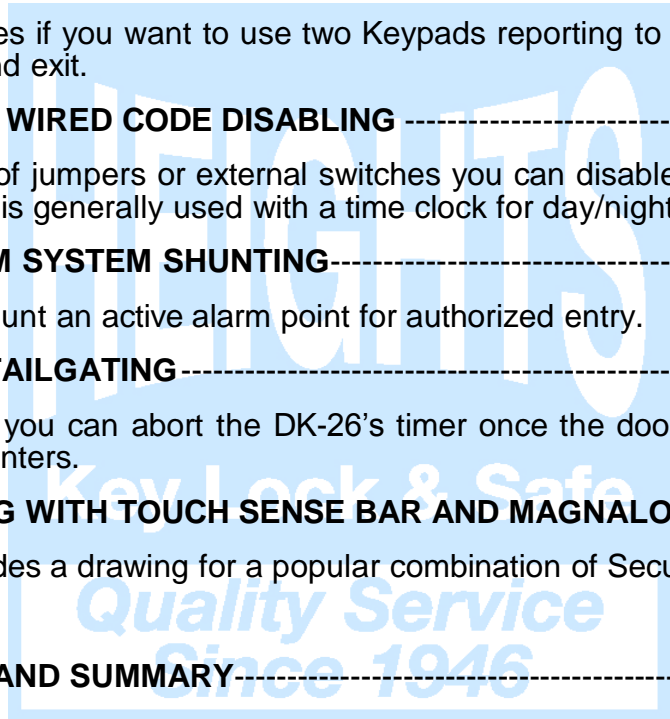 es if you want to use two Keypads reporting to
nd exit.
WIRED CODE DISABLING -------------------------
of jumpers or external switches you can disable
is generally used with a time clock for day/night
M SYSTEM SHUNTING--------------------------------
unt an active alarm point for authorized entry.
TAILGATING----------------------------------------------
you can abort the DK-26’s timer once the doo
nters.
G WITH TOUCH SENSE BAR AND MAGNALO
des a drawing for a popular combination of Secu
AND SUMMARY-----------------------------------------
HEIGHTS
Key Lock & Safe
Quality Service
Since 1946